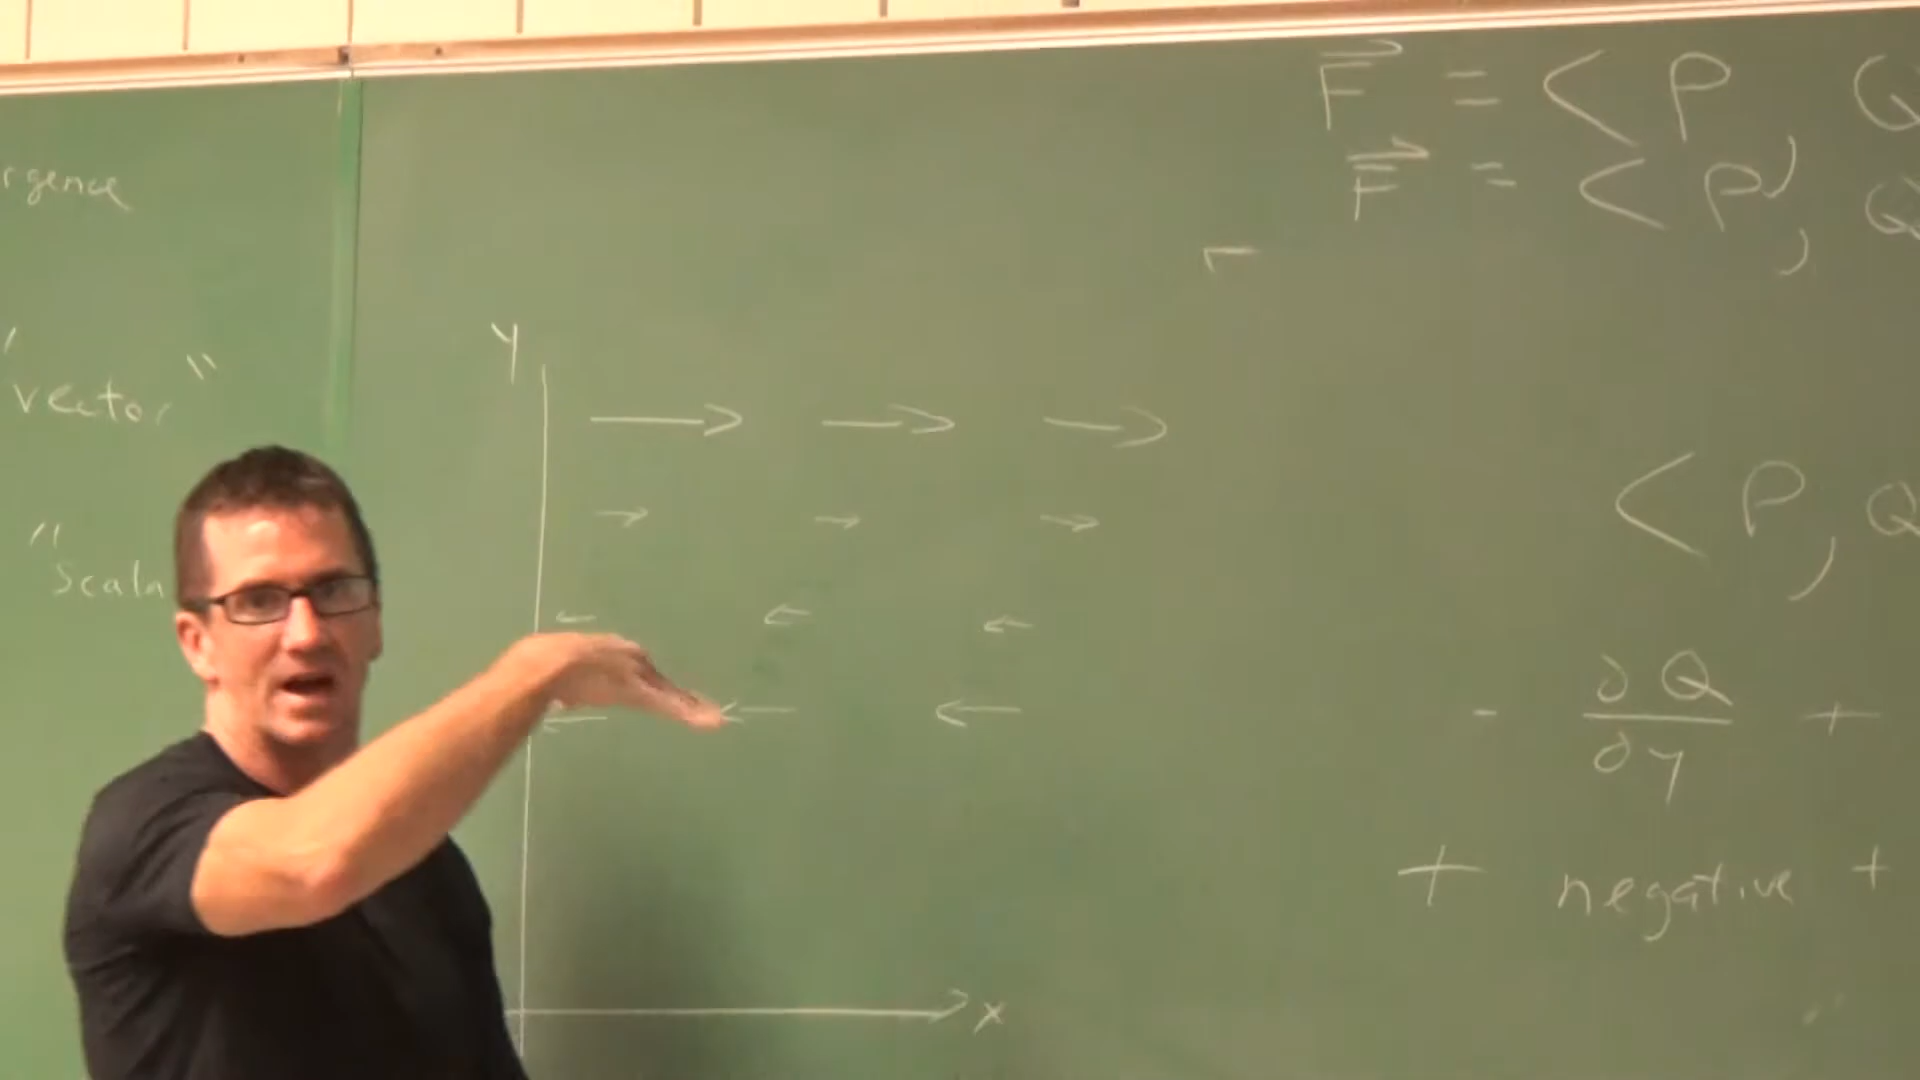 rgence
"
vector"
"
Scala
y
x
F = < P, Q
F = < P, Q
< P, Q
- ∂Q/∂y +
+ negative +